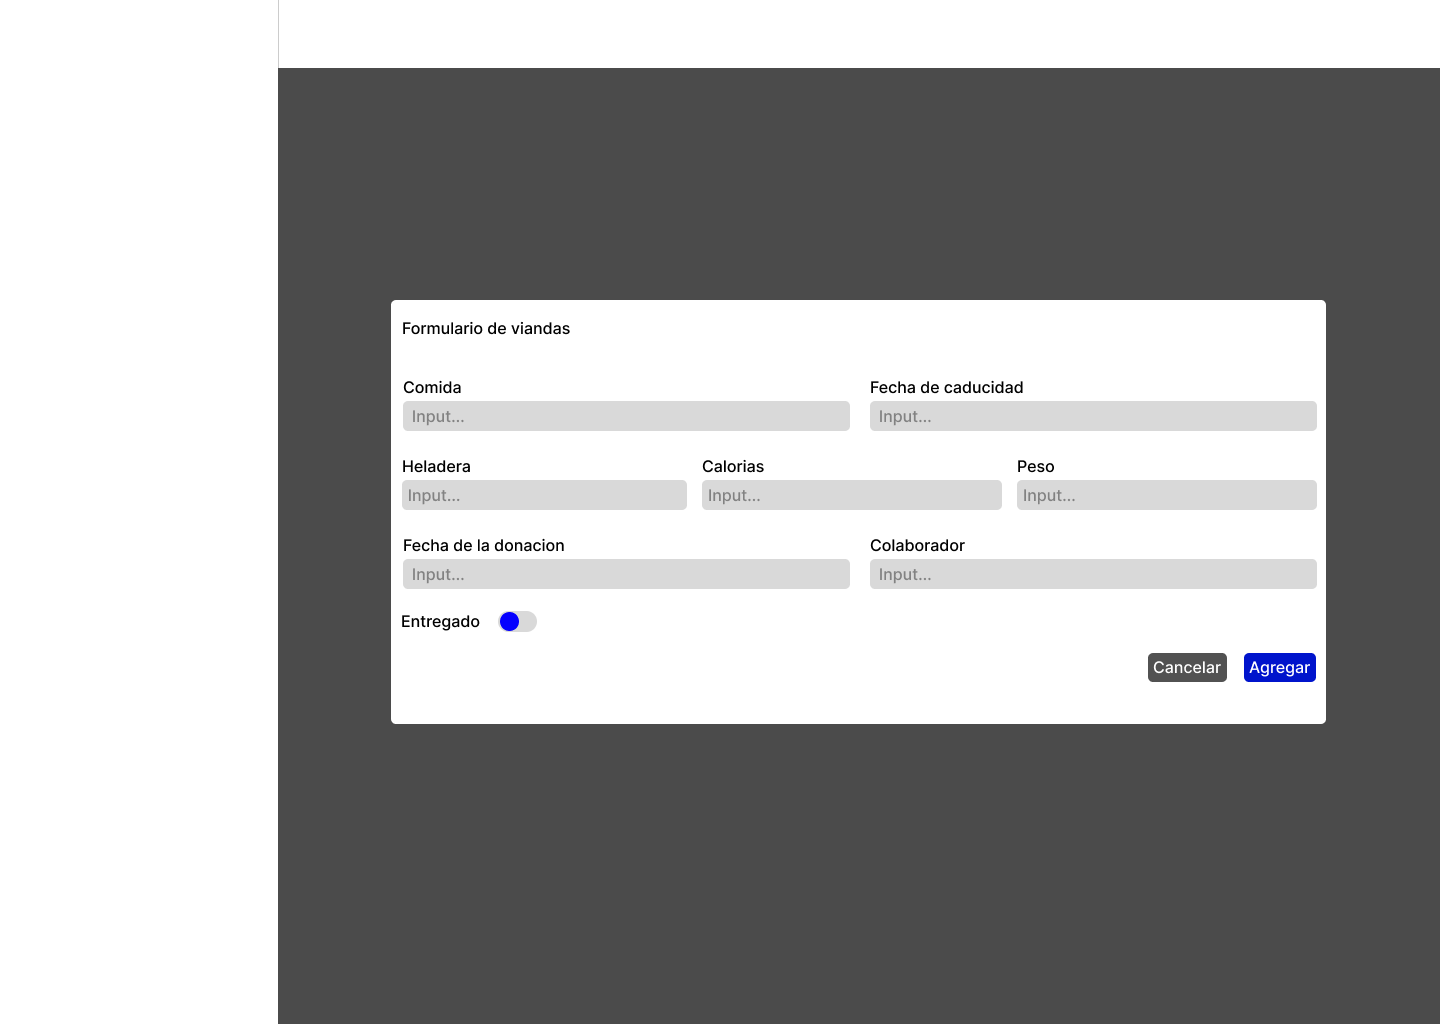 Formulario de viandas
Comida
Fecha de caducidad
Input...
Input...
Heladera
Calorias
Peso
Input...
Input...
Input...
Fecha de la donacion
Colaborador
Input...
Input...
Entregado
Cancelar
Agregar